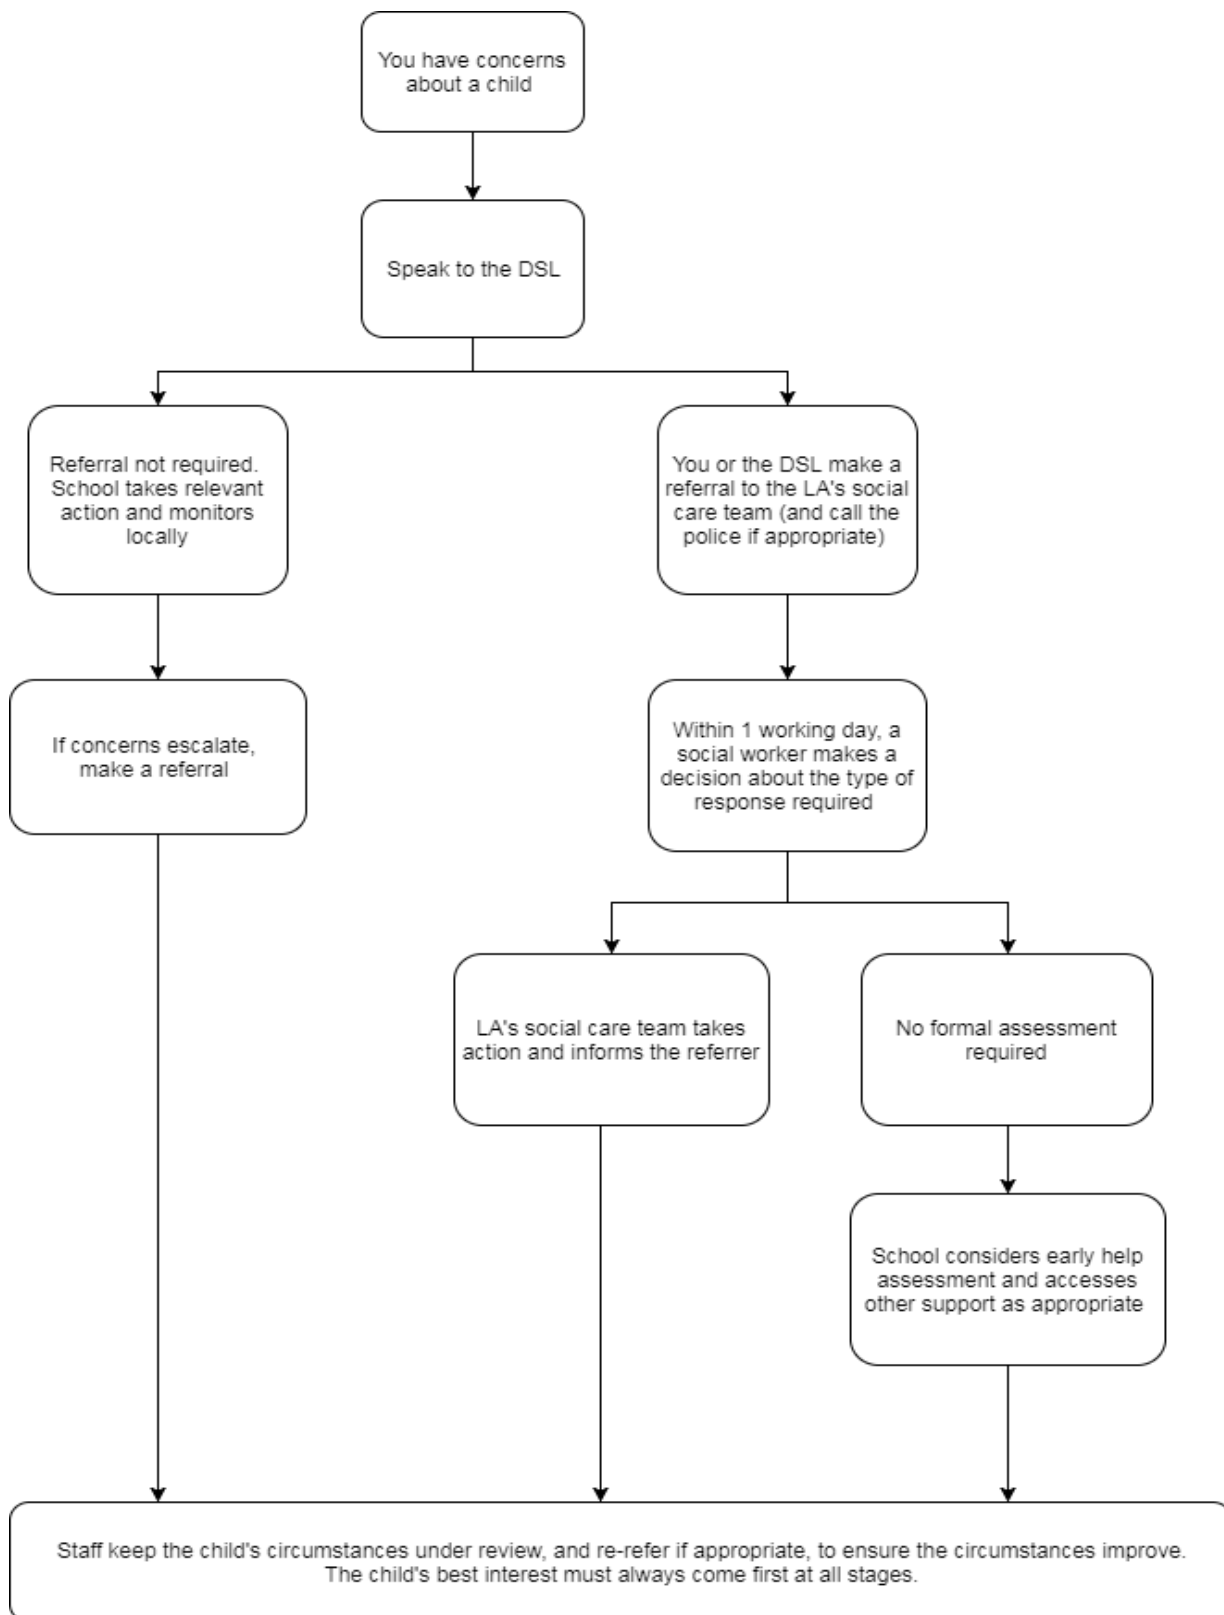 You have concerns
about a child
Speak to the DSL
Referral not required.
School takes relevant
action and monitors
locally
You or the DSL make a
referral to the LA's social
care team (and call the
police if appropriate)
If concerns escalate,
make a referral
Within 1 working day, a
social worker makes a
decision about the type of
response required
LA's social care team takes
action and informs the referrer
No formal assessment
required
School considers early help
assessment and accesses
other support as appropriate
Staff keep the child's circumstances under review, and re-refer if appropriate, to ensure the circumstances improve.
The child's best interest must always come first at all stages.